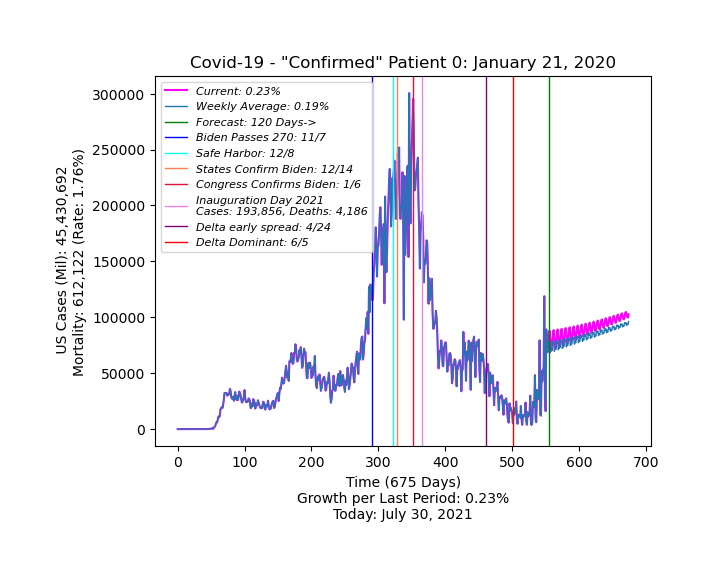 Covid-19 - "Confirmed" Patient 0: January 21, 2020
Current: 0.23%
Weekly Average: 0.19%
Forecast: 120 Days->
Biden Passes 270: 11/7
Safe Harbor: 12/8
States Confirm Biden: 12/14
Congress Confirms Biden: 1/6
Inauguration Day 2021
Cases: 193,856, Deaths: 4,186
Delta early spread: 4/24
Delta Dominant: 6/5
US Cases (Mil): 45,430,692
Mortality: 612,122 (Rate: 1.76%)
300000
250000
200000
150000
100000
50000
0
0 100 200 300 400 500 600 700
Time (675 Days)
Growth per Last Period: 0.23%
Today: July 30, 2021